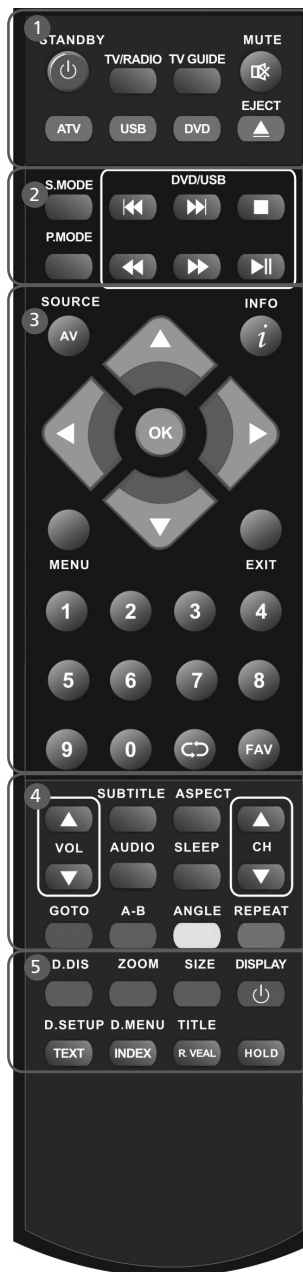 1
STANDBY MUTE
TV/RADIO TV GUIDE
EJECT
ATV USB DVD
2
S.MODE DVD/USB
P.MODE
3
SOURCE INFO
AV i
OK
MENU EXIT
1 2 3 4
5 6 7 8
9 0 FAV
4
SUBTITLE ASPECT
VOL AUDIO SLEEP CH
GOTO A-B ANGLE REPEAT
5
D.DIS ZOOM SIZE DISPLAY
D.SETUP D.MENU TITLE
TEXT INDEX R. VEAL HOLD